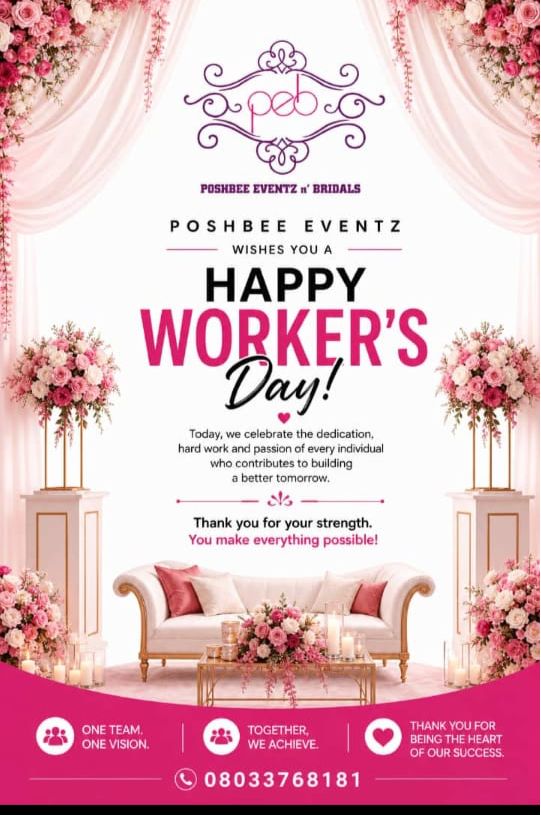 peb
POSHBEE EVENTZ n' BRIDALS
POSHBEE EVENTZ
WISHES YOU A
HAPPY
WORKER'S
Day!
Today, we celebrate the dedication,
hard work and passion of every individual
who contributes to building
a better tomorrow.
Thank you for your strength.
You make everything possible!
ONE TEAM.
ONE VISION.
TOGETHER,
WE ACHIEVE.
THANK YOU FOR
BEING THE HEART
OF OUR SUCCESS.
08033768181